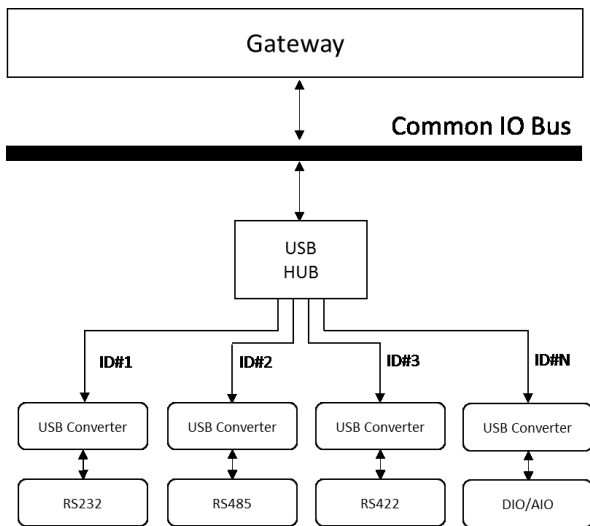 Gateway
Common IO Bus
USB
HUB
ID#1
ID#2
ID#3
ID#N
USB Converter
USB Converter
USB Converter
USB Converter
RS232
RS485
RS422
DIO/AIO